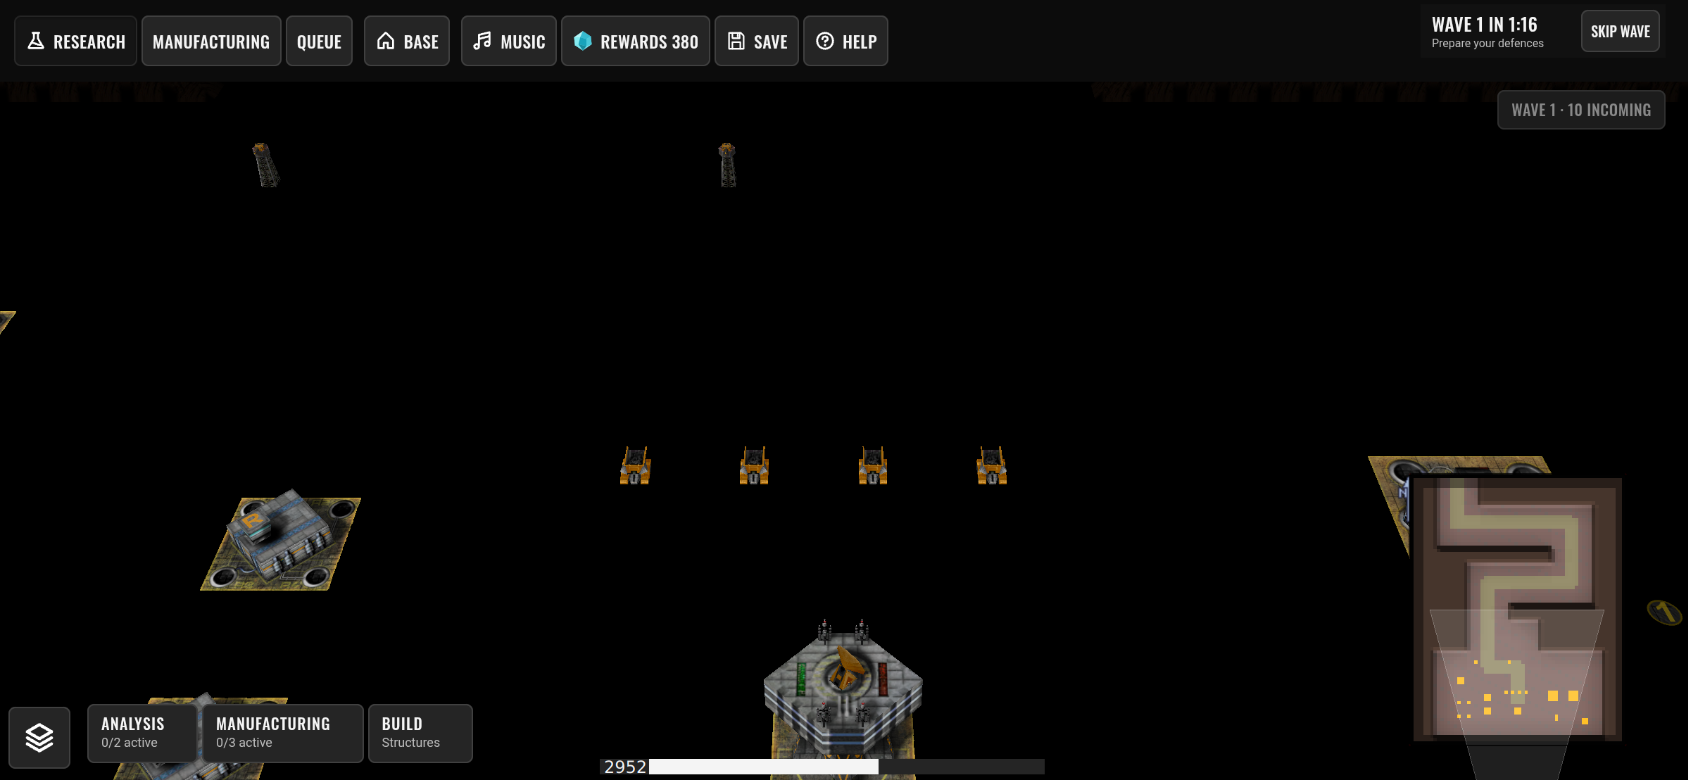 RESEARCH
MANUFACTURING
QUEUE
BASE
MUSIC
REWARDS 380
SAVE
HELP
WAVE 1 IN 1:16
Prepare your defences
SKIP WAVE
WAVE 1 · 10 INCOMING
R
N
1
ANALYSIS
0/2 active
MANUFACTURING
0/3 active
BUILD
Structures
2952